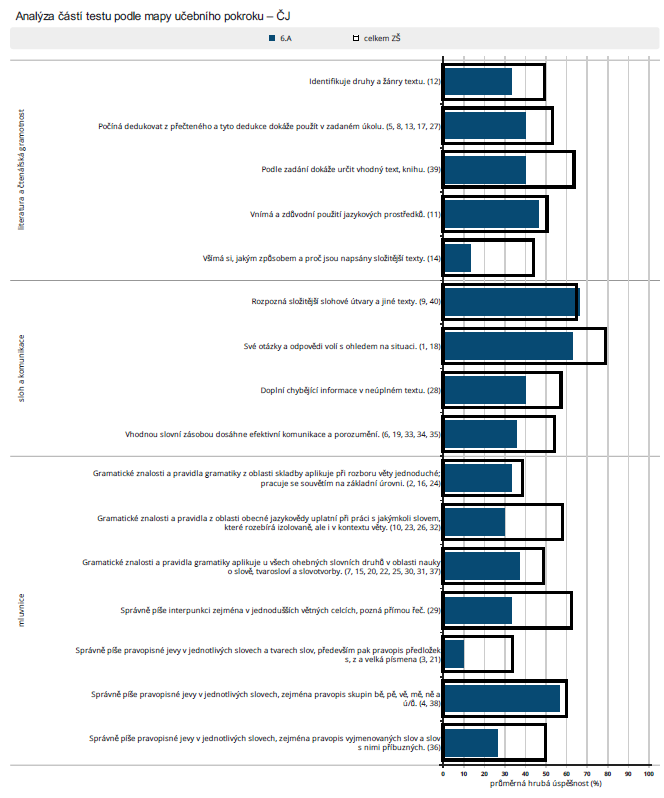 Analýza částí testu podle mapy učebního pokroku – ČJ
6.A
celkem ZŠ
literatura a čtenářská gramotnost
Identifikuje druhy a žánry textu. (12)
Počíná dedukovat z přečteného a tyto dedukce dokáže použít v zadaném úkolu. (5, 8, 13, 17, 27)
Podle zadání dokáže určit vhodný text, knihu. (39)
Vnímá a zdůvodní použití jazykových prostředků. (11)
Všímá si, jakým způsobem a proč jsou napsány složitější texty. (14)
sloh a komunikace
Rozpozná složitější slohové útvary a jiné texty. (9, 40)
Své otázky a odpovědi volí s ohledem na situaci. (1, 18)
Doplní chybějící informace v neúplném textu. (28)
Vhodnou slovní zásobou dosáhne efektivní komunikace a porozumění. (6, 19, 33, 34, 35)
mluvnice
Gramatické znalosti a pravidla gramatiky z oblasti skladby aplikuje při rozboru věty jednoduché;
pracuje se souvětím na základní úrovni. (2, 16, 24)
Gramatické znalosti a pravidla z oblasti obecné jazykovědy uplatní při práci s jakýmkoli slovem,
které rozebírá izolovaně, ale i v kontextu věty. (10, 23, 26, 32)
Gramatické znalosti a pravidla gramatiky aplikuje u všech ohebných slovních druhů v oblasti nauky
o slově, tvarosloví a slovotvorby. (7, 15, 20, 22, 25, 30, 31, 37)
Správně píše interpunkci zejména v jednodušších větných celcích, pozná přímou řeč. (29)
Správně píše pravopisné jevy v jednotlivých slovech a tvarech slov, především pak pravopis předložek
s, z a velká písmena (3, 21)
Správně píše pravopisné jevy v jednotlivých slovech, zejména pravopis skupin bě, pě, vě, mě, ně a
ú/ů. (4, 38)
Správně píše pravopisné jevy v jednotlivých slovech, zejména pravopis vyjmenovaných slov a slov
s nimi příbuzných. (36)
0 10 20 30 40 50 60 70 80 90 100
průměrná hrubá úspěšnost (%)